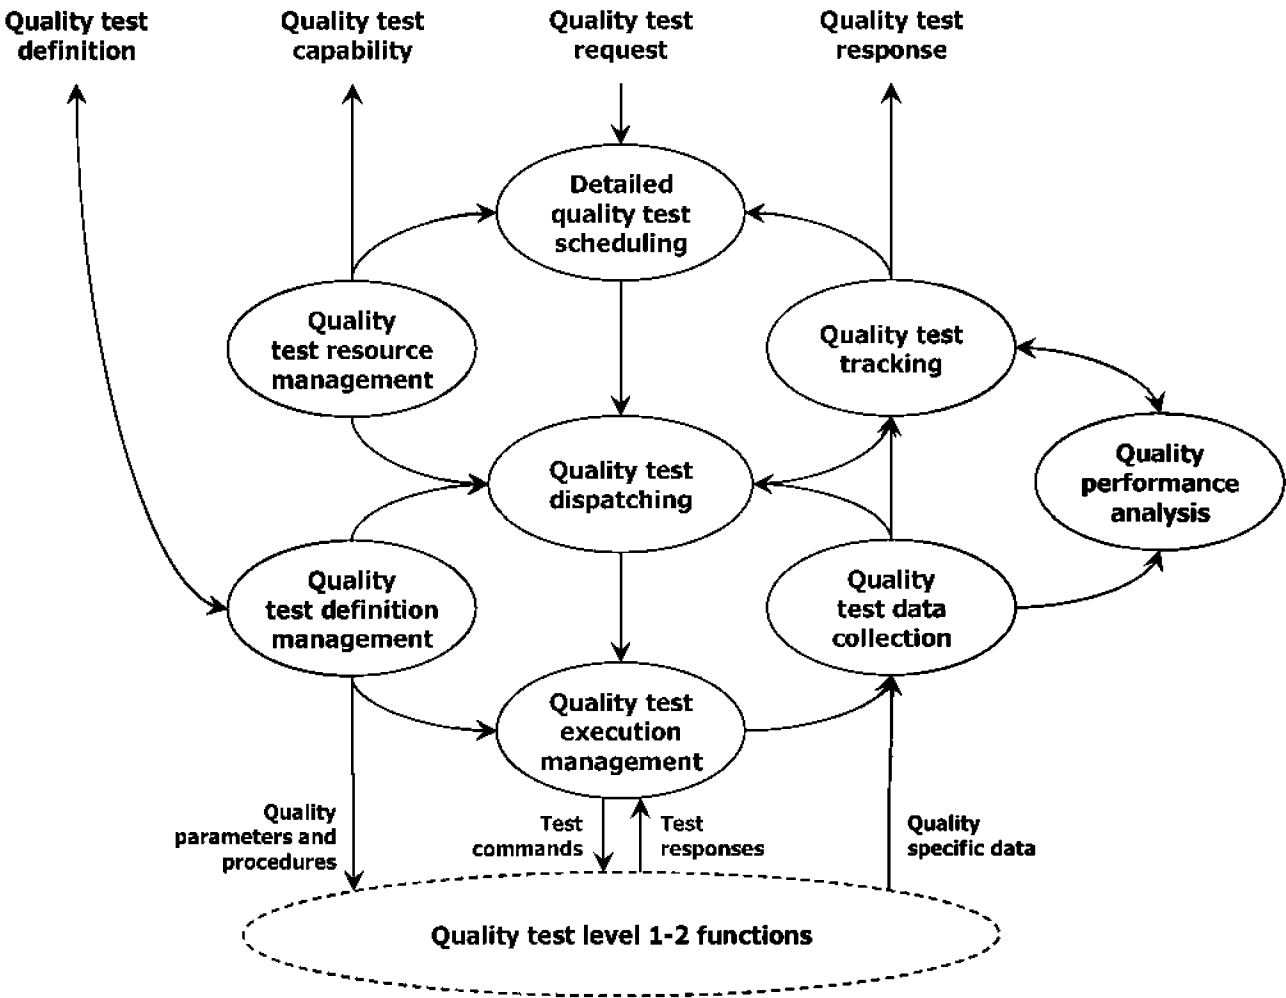 Quality test
definition
Quality test
capability
Quality test
request
Quality test
response
Detailed
quality test
scheduling
Quality
test resource
management
Quality test
tracking
Quality test
dispatching
Quality
performance
analysis
Quality
test definition
management
Quality
test data
collection
Quality test
execution
management
Quality
parameters and
procedures
Test
commands
Test
responses
Quality
specific data
Quality test level 1-2 functions